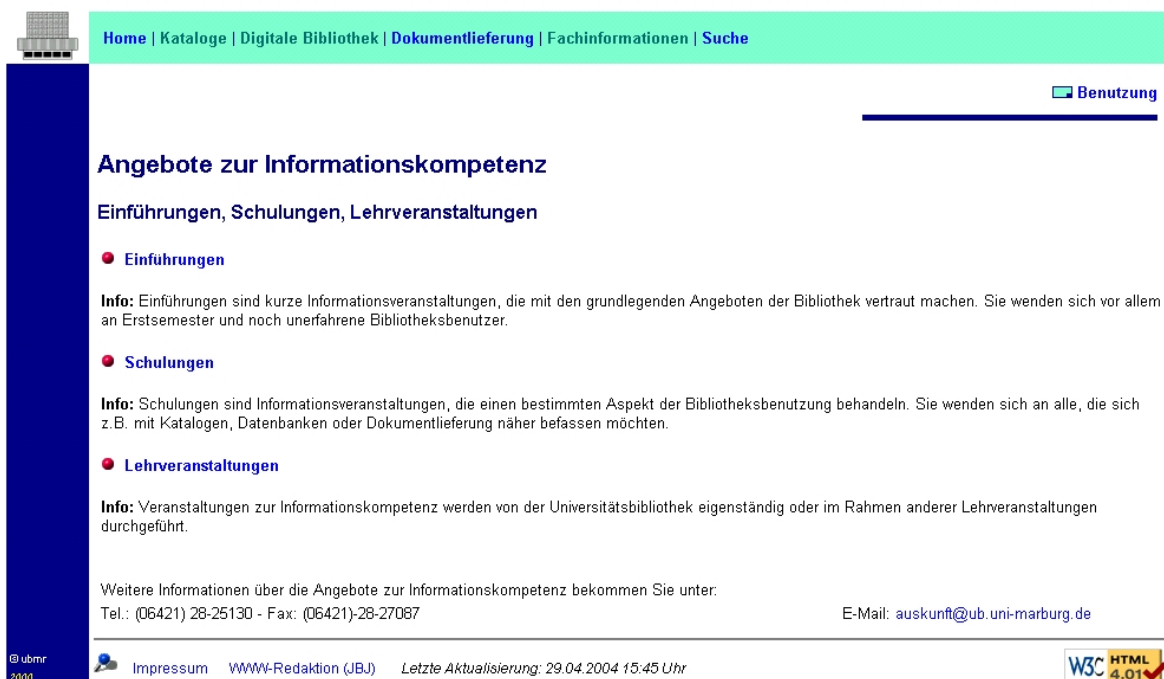 Home | Kataloge | Digitale Bibliothek | Dokumentlieferung | Fachinformationen | Suche
Benutzung
Angebote zur Informationskompetenz
Einführungen, Schulungen, Lehrveranstaltungen
Einführungen
Info: Einführungen sind kurze Informationsveranstaltungen, die mit den grundlegenden Angeboten der Bibliothek vertraut machen. Sie wenden sich vor allem
an Erstsemester und noch unerfahrene Bibliotheksbenutzer.
Schulungen
Info: Schulungen sind Informationsveranstaltungen, die einen bestimmten Aspekt der Bibliotheksbenutzung behandeln. Sie wenden sich an alle, die sich
z.B. mit Katalogen, Datenbanken oder Dokumentlieferung näher befassen möchten.
Lehrveranstaltungen
Info: Veranstaltungen zur Informationskompetenz werden von der Universitätsbibliothek eigenständig oder im Rahmen anderer Lehrveranstaltungen
durchgeführt.
Weitere Informationen über die Angebote zur Informationskompetenz bekommen Sie unter:
Tel.: (06421) 28-25130 - Fax: (06421)-28-27087 E-Mail: auskunft@ub.uni-marburg.de
© ubmr
2000
Impressum WWW-Redaktion (JBJ) Letzte Aktualisierung: 29.04.2004 15:45 Uhr
W3C HTML
4.01